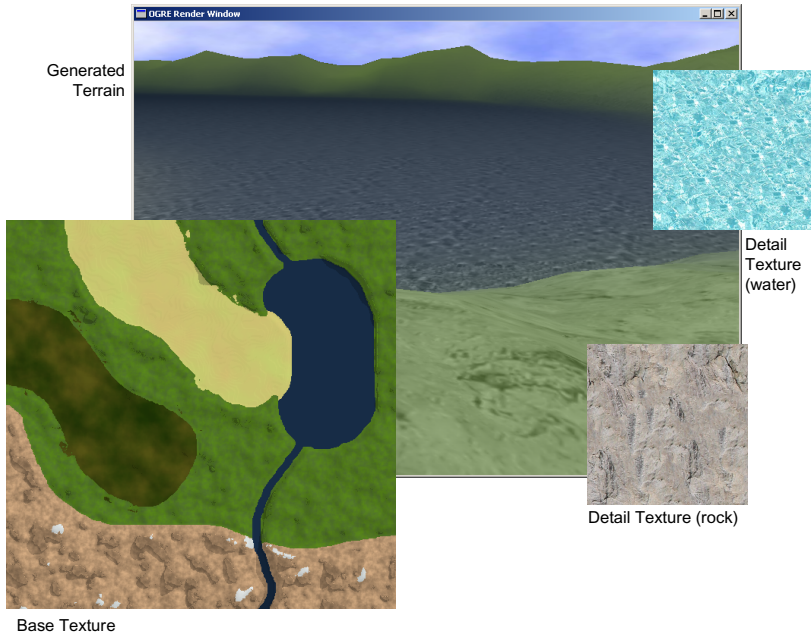 OGRE Render Window
Generated
Terrain
Detail
Texture
(water)
Detail Texture (rock)
Base Texture